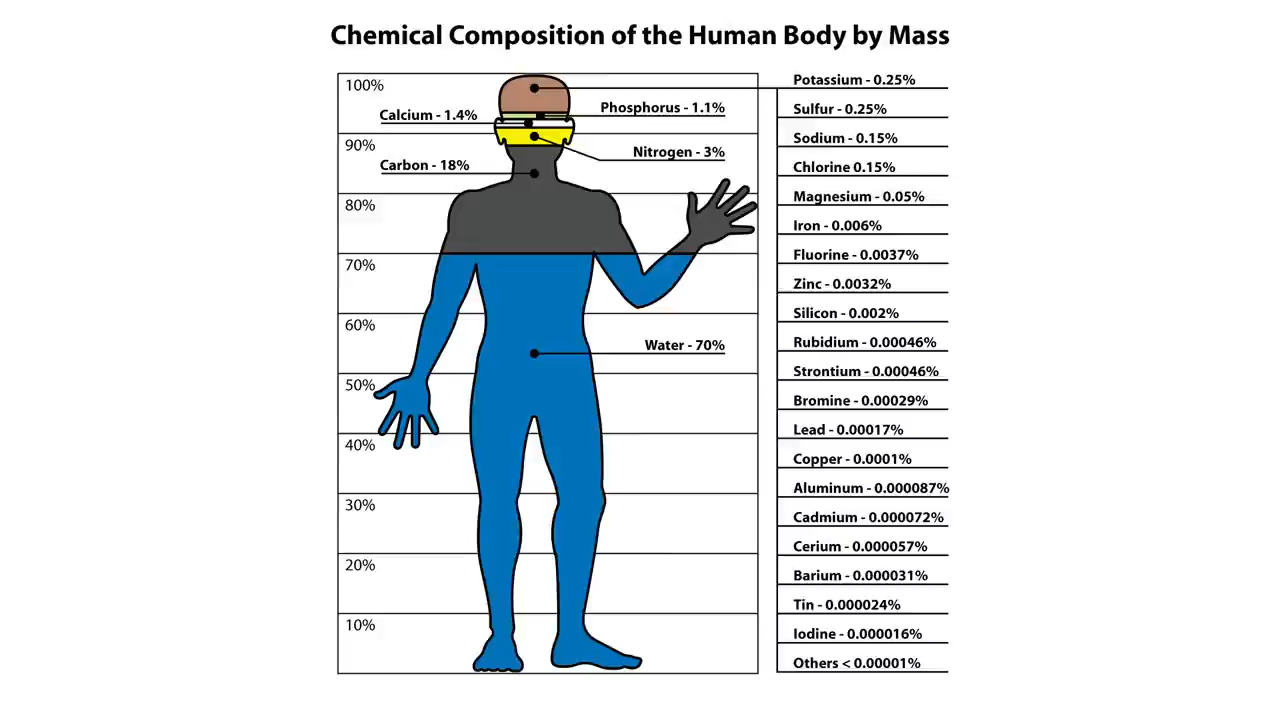 Chemical Composition of the Human Body by Mass
100%
Calcium - 1.4%
Phosphorus - 1.1%
90%
Nitrogen - 3%
Carbon - 18%
80%
70%
60%
Water - 70%
50%
40%
30%
20%
10%
Potassium - 0.25%
Sulfur - 0.25%
Sodium - 0.15%
Chlorine 0.15%
Magnesium - 0.05%
Iron - 0.006%
Fluorine - 0.0037%
Zinc - 0.0032%
Silicon - 0.002%
Rubidium - 0.00046%
Strontium - 0.00046%
Bromine - 0.00029%
Lead - 0.00017%
Copper - 0.0001%
Aluminum - 0.000087%
Cadmium - 0.000072%
Cerium - 0.000057%
Barium - 0.000031%
Tin - 0.000024%
Iodine - 0.000016%
Others < 0.00001%